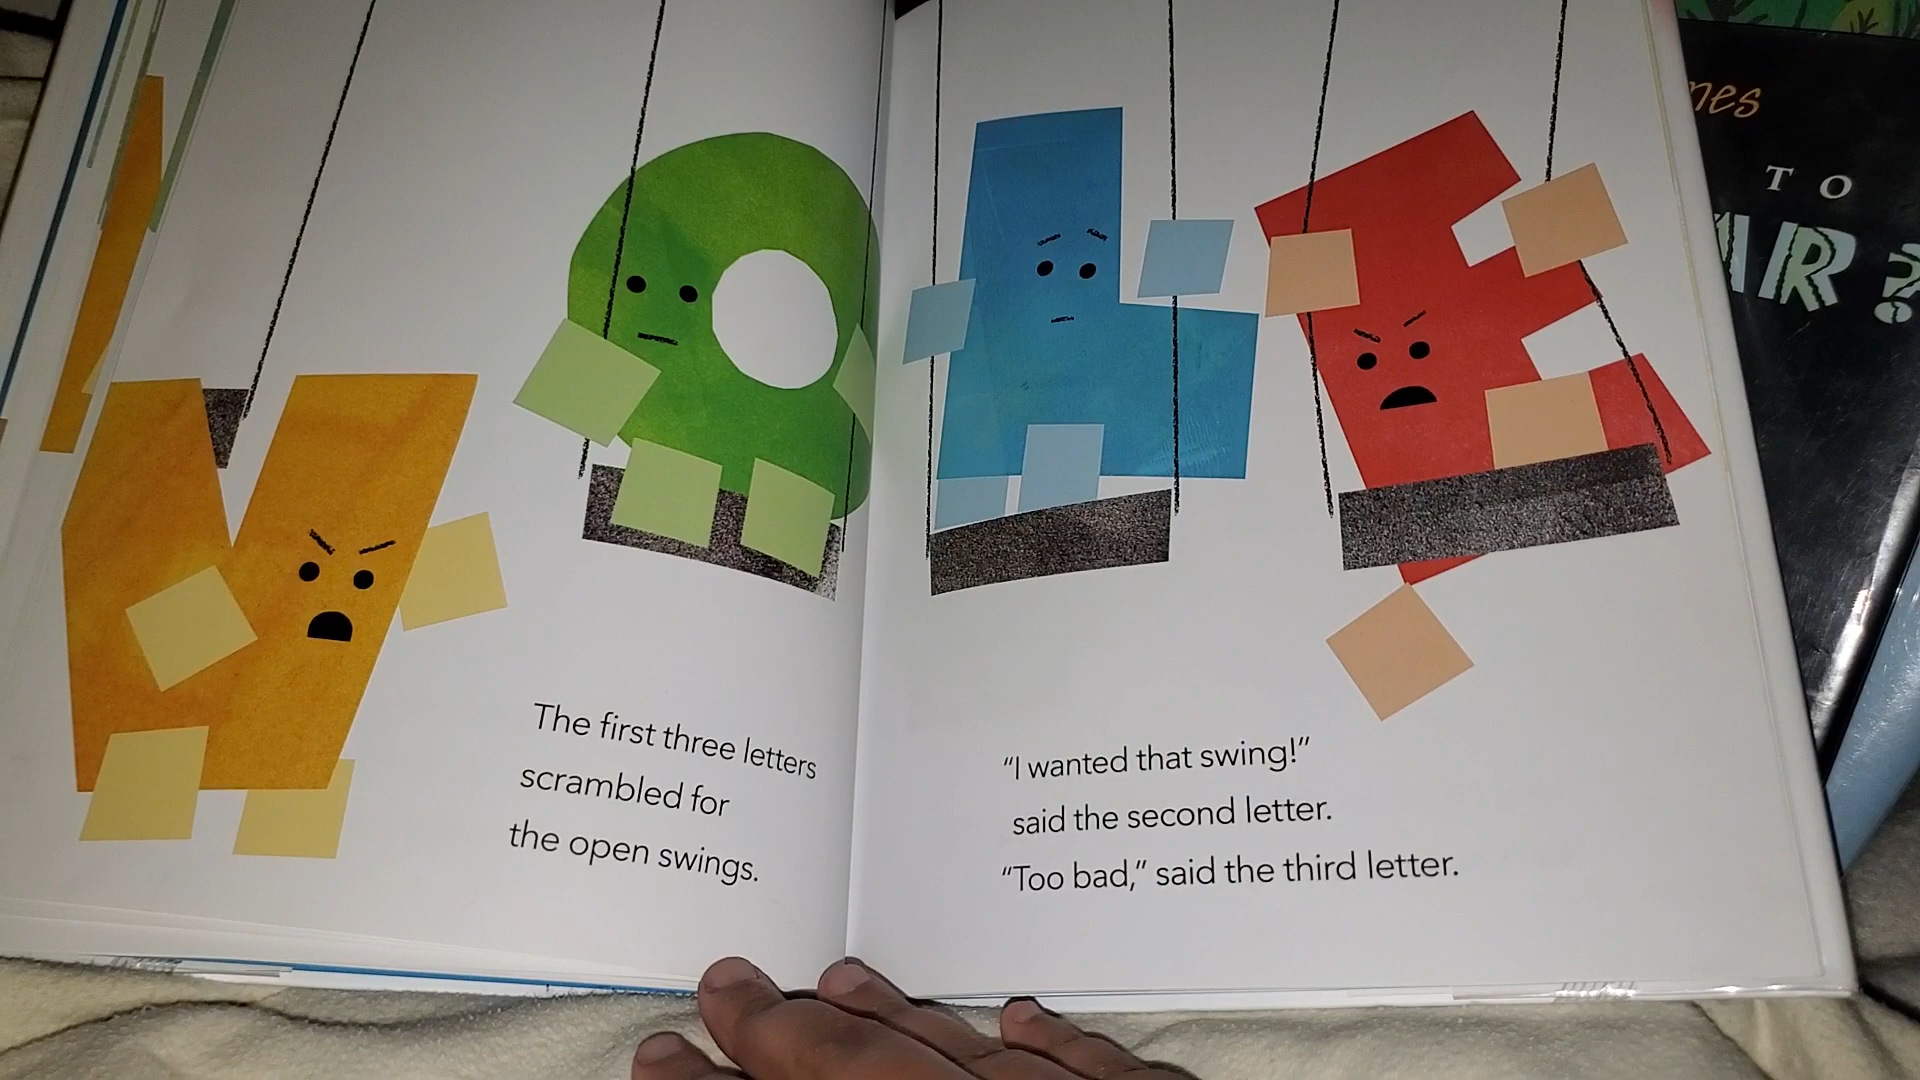 The first three letters
scrambled for
the open swings.
"I wanted that swing!"
said the second letter.
"Too bad," said the third letter.
TO